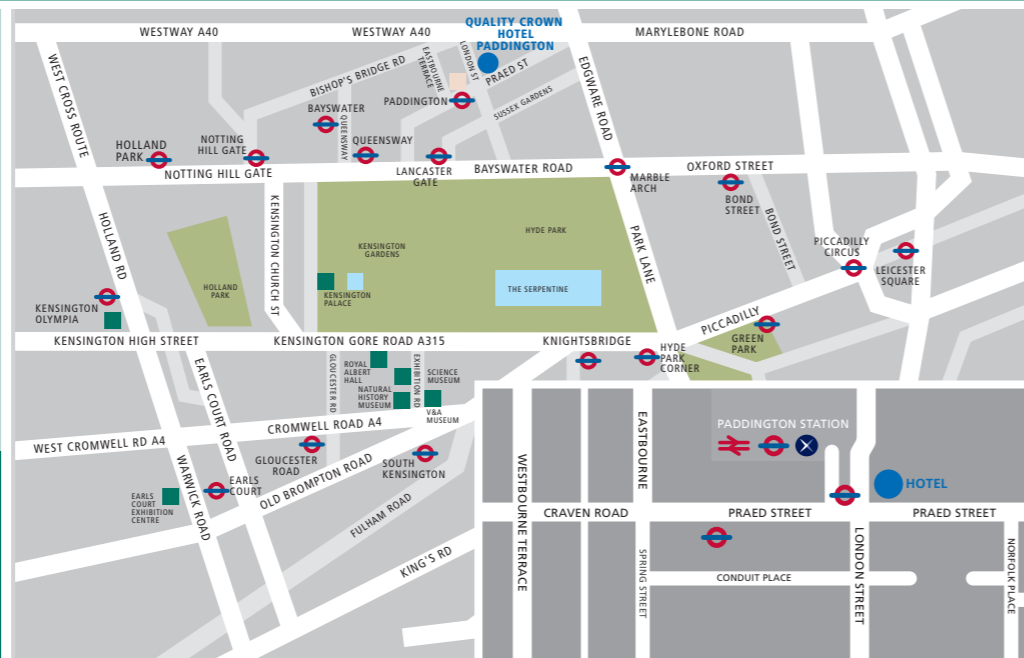 QUALITY CROWN
HOTEL
PADDINGTON
WESTWAY A40
WESTWAY A40
MARYLEBONE ROAD
WEST CROSS ROUTE
BISHOP'S BRIDGE RD
EASTBOURNE
TERRACE
LONDON ST
PRAED ST
EDGWARE ROAD
SUSSEX GARDENS
PADDINGTON
BAYSWATER
QUEENSWAY
QUEENSWAY
HOLLAND
PARK
NOTTING
HILL GATE
NOTTING HILL GATE
LANCASTER
GATE
BAYSWATER ROAD
MARBLE
ARCH
OXFORD STREET
BOND
STREET
BOND STREET
HOLLAND RD
KENSINGTON CHURCH ST
KENSINGTON
GARDENS
HYDE PARK
PARK LANE
PICCADILLY
CIRCUS
LEICESTER
SQUARE
HOLLAND
PARK
KENSINGTON
PALACE
THE SERPENTINE
KENSINGTON
OLYMPIA
PICCADILLY
GREEN
PARK
KENSINGTON HIGH STREET
KENSINGTON GORE ROAD A315
KNIGHTSBRIDGE
HYDE
PARK
CORNER
EARLS COURT ROAD
GLOUCESTER RD
ROYAL
ALBERT
HALL
EXHIBITION RD
SCIENCE
MUSEUM
NATURAL
HISTORY
MUSEUM
V&A
MUSEUM
WEST CROMWELL RD A4
CROMWELL ROAD A4
GLOUCESTER
ROAD
OLD BROMPTON ROAD
SOUTH
KENSINGTON
WARWICK ROAD
EARLS
COURT
EARLS
COURT
EXHIBITION
CENTRE
FULHAM ROAD
KING'S RD
PADDINGTON STATION
EASTBOURNE
WESTBOURNE TERRACE
HOTEL
CRAVEN ROAD
PRAED STREET
PRAED STREET
SPRING STREET
CONDUIT PLACE
LONDON STREET
NORFOLK PLACE